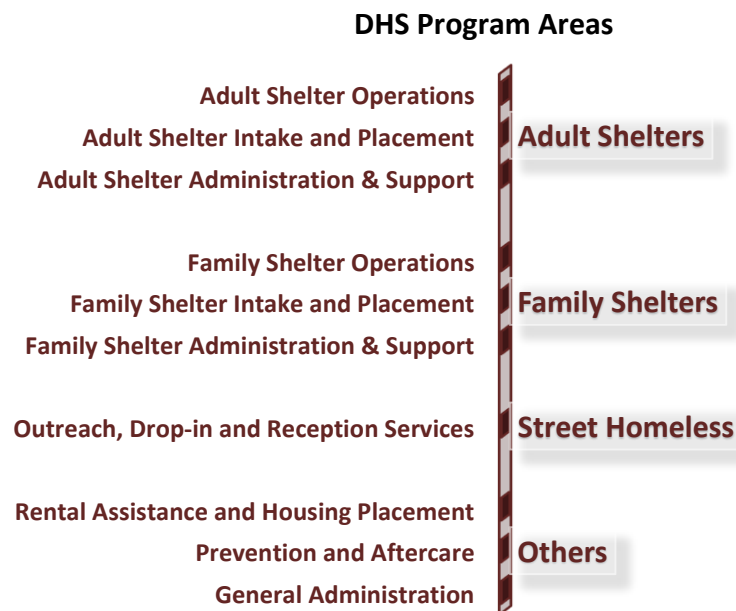 DHS Program Areas
Adult Shelter Operations
Adult Shelter Intake and Placement
Adult Shelters
Adult Shelter Administration & Support
Family Shelter Operations
Family Shelter Intake and Placement
Family Shelters
Family Shelter Administration & Support
Outreach, Drop-in and Reception Services
Street Homeless
Rental Assistance and Housing Placement
Prevention and Aftercare
Others
General Administration